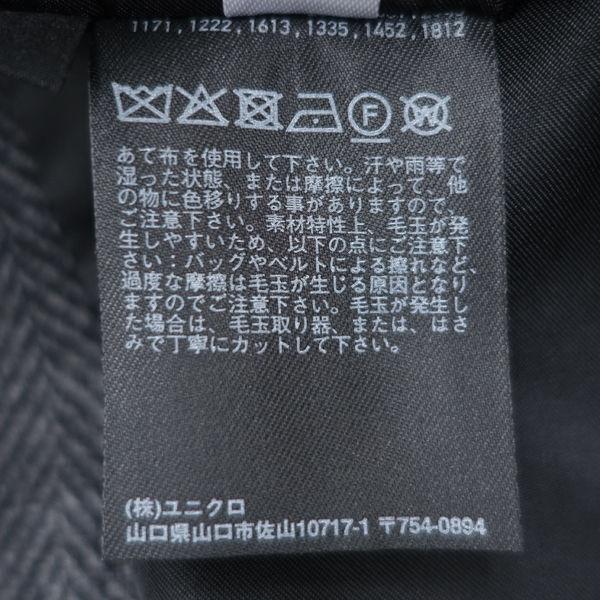 1171,1222,1613,1335,1452,1812
F W
あて布を使用して下さい。汗や雨等で
湿った状態、または摩擦によって、他
の物に色移りする事がありますので、
ご注意下さい。素材特性上、毛玉が発
生しやすいため、以下の点にご注意下
さい：バッグやベルトによる擦れなど、
過度な摩擦は毛玉が生じる原因となり
ますのでご注意下さい。毛玉が発生し
た場合は、毛玉取り器、または、はさ
みで丁寧にカットして下さい。
(株)ユニクロ
山口県山口市佐山10717-1 〒754-0894